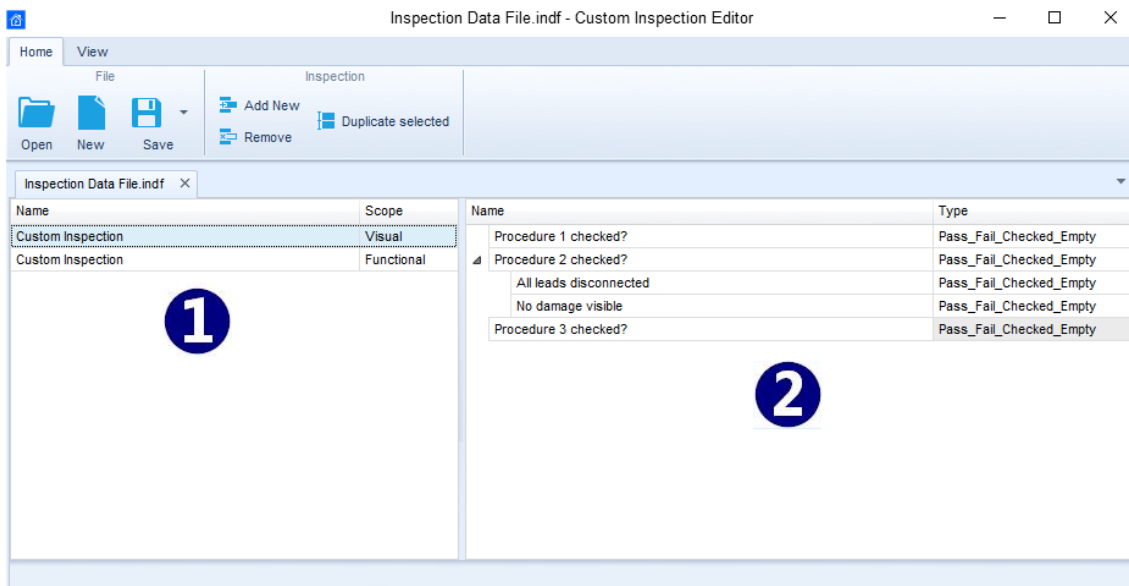 Inspection Data File.indf - Custom Inspection Editor
Home View
File Inspection
Open New Save Add New Remove Duplicate selected
Inspection Data File.indf
Name Scope Name Type
Custom Inspection Visual Procedure 1 checked? Pass_Fail_Checked_Empty
Custom Inspection Functional Procedure 2 checked? Pass_Fail_Checked_Empty
All leads disconnected Pass_Fail_Checked_Empty
No damage visible Pass_Fail_Checked_Empty
Procedure 3 checked? Pass_Fail_Checked_Empty
1
2